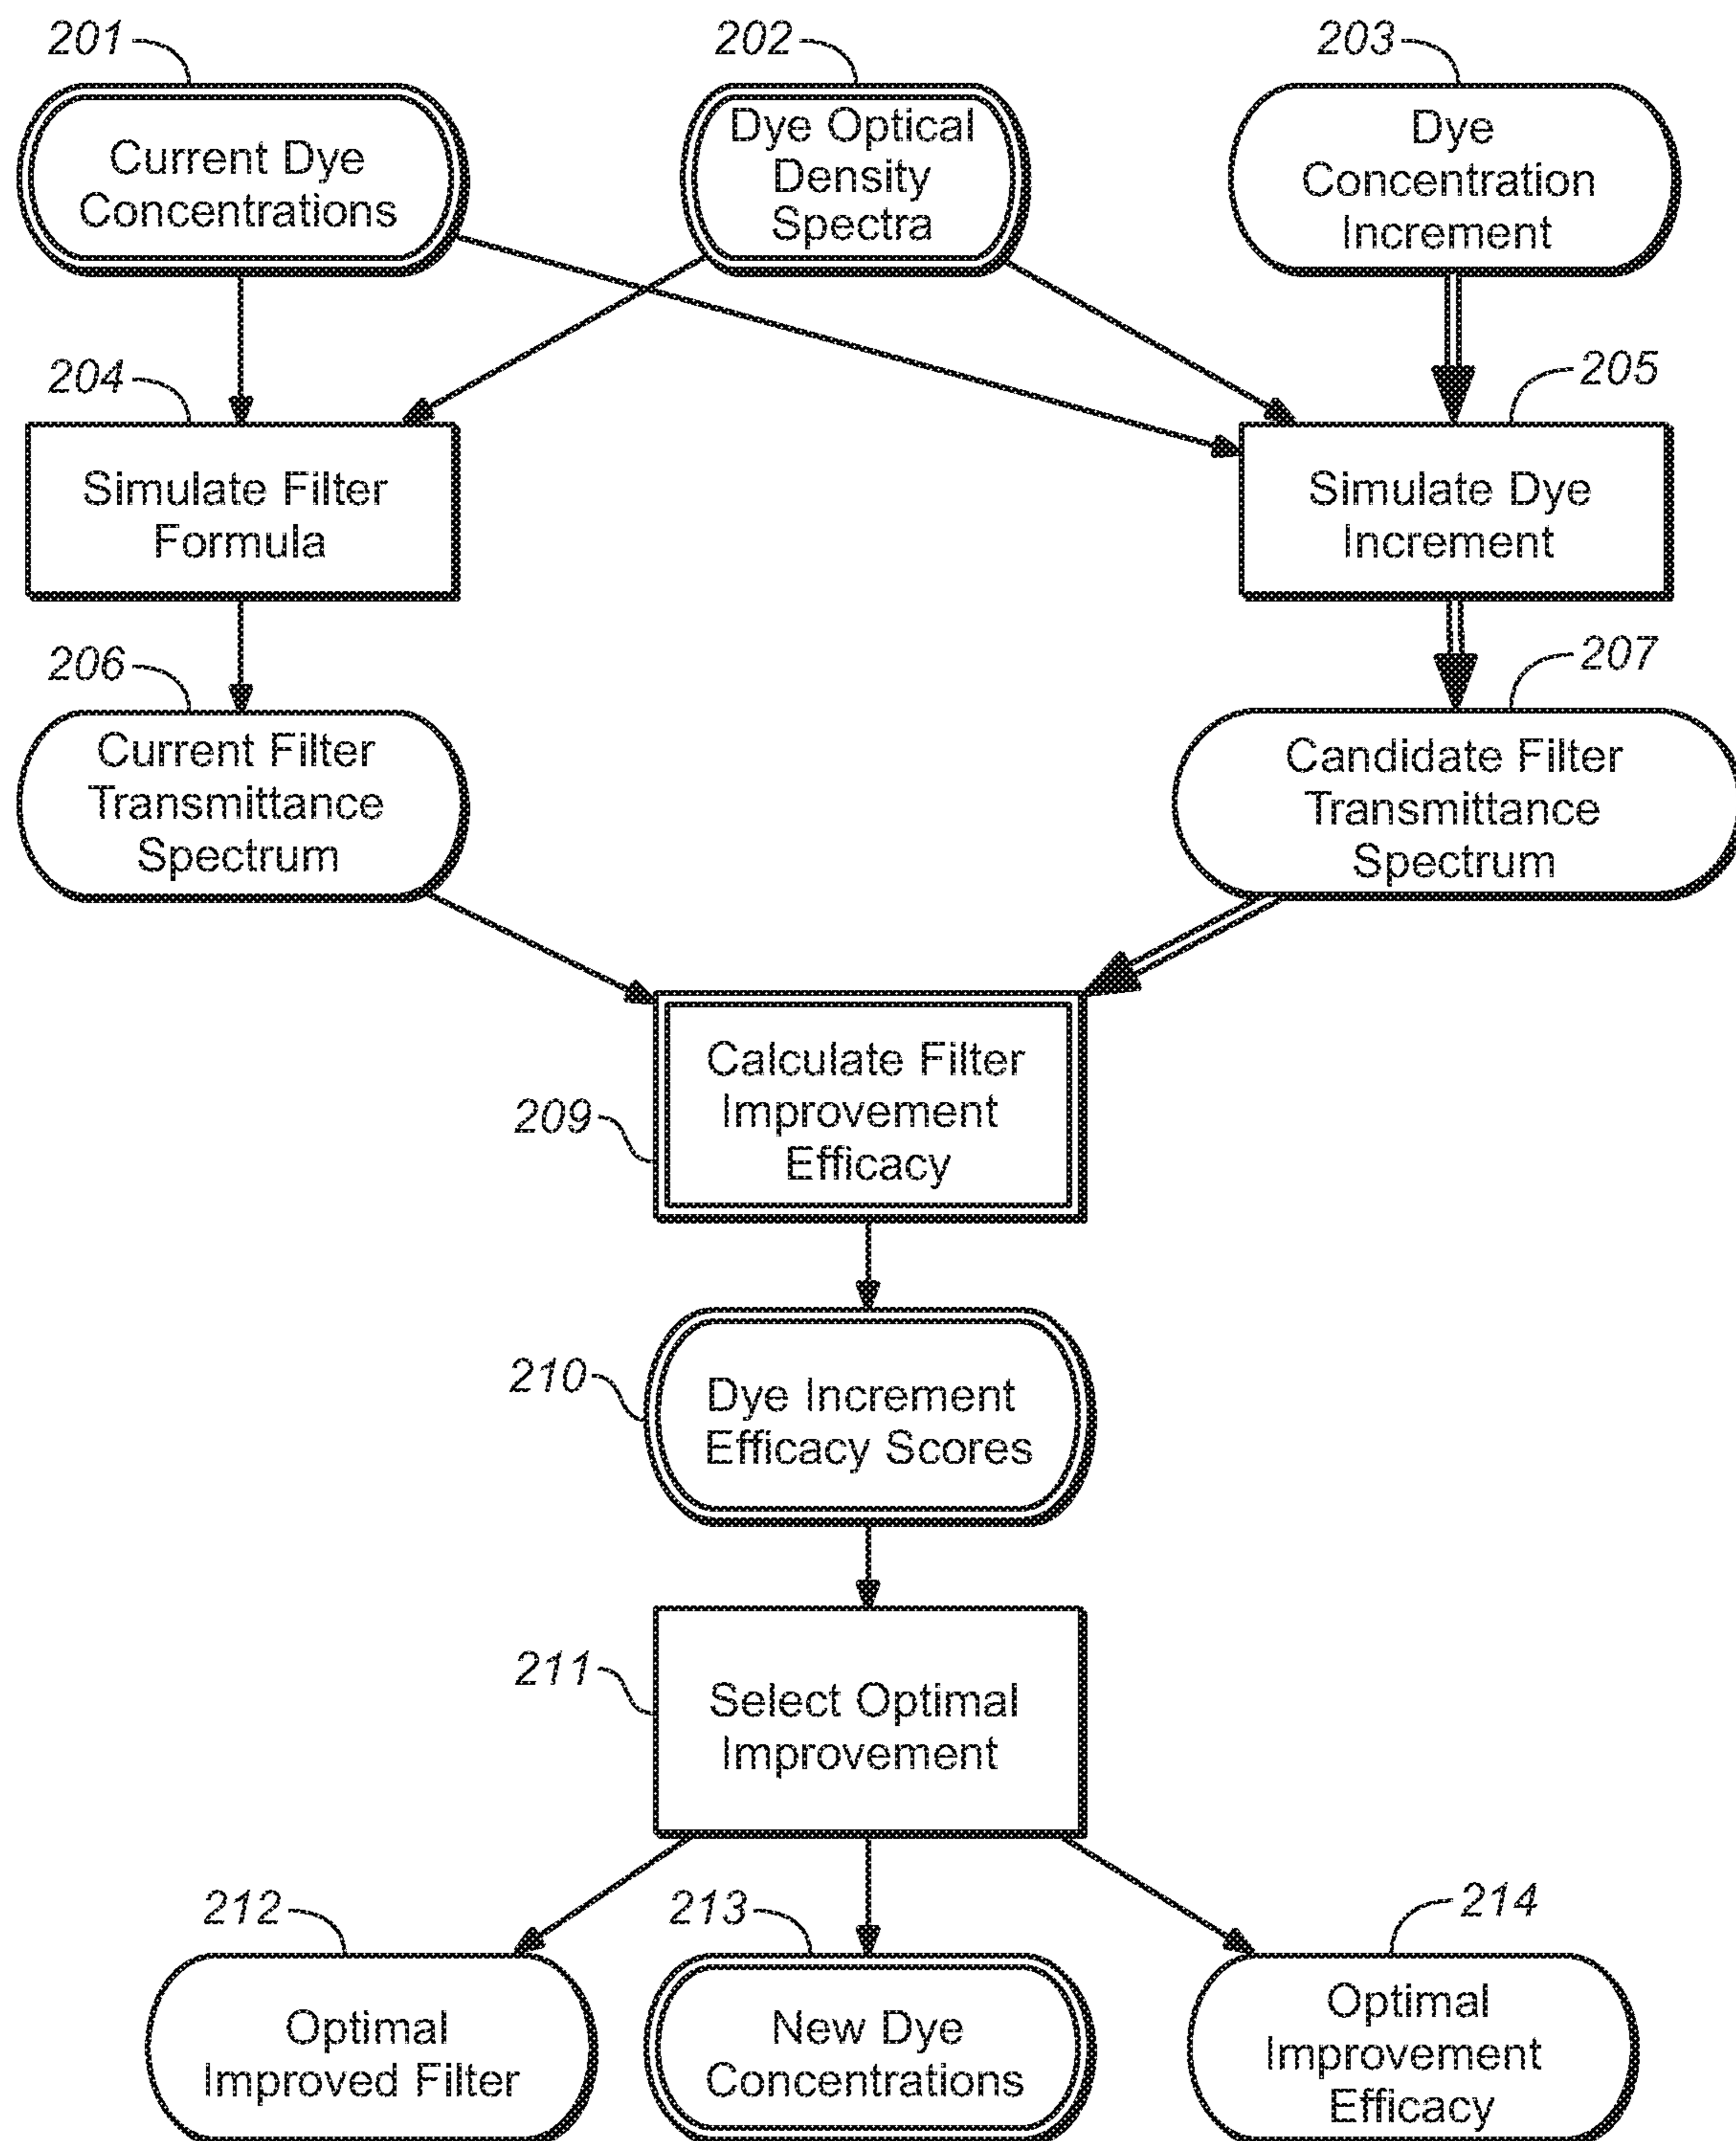 201
202
203
Current Dye
Concentrations
Dye Optical
Density
Spectra
Dye
Concentration
Increment
204
205
Simulate Filter
Formula
Simulate Dye
Increment
206
207
Current Filter
Transmittance
Spectrum
Candidate Filter
Transmittance
Spectrum
209
Calculate Filter
Improvement
Efficacy
210
Dye Increment
Efficacy Scores
211
Select Optimal
Improvement
212
213
214
Optimal
Improved Filter
New Dye
Concentrations
Optimal
Improvement
Efficacy